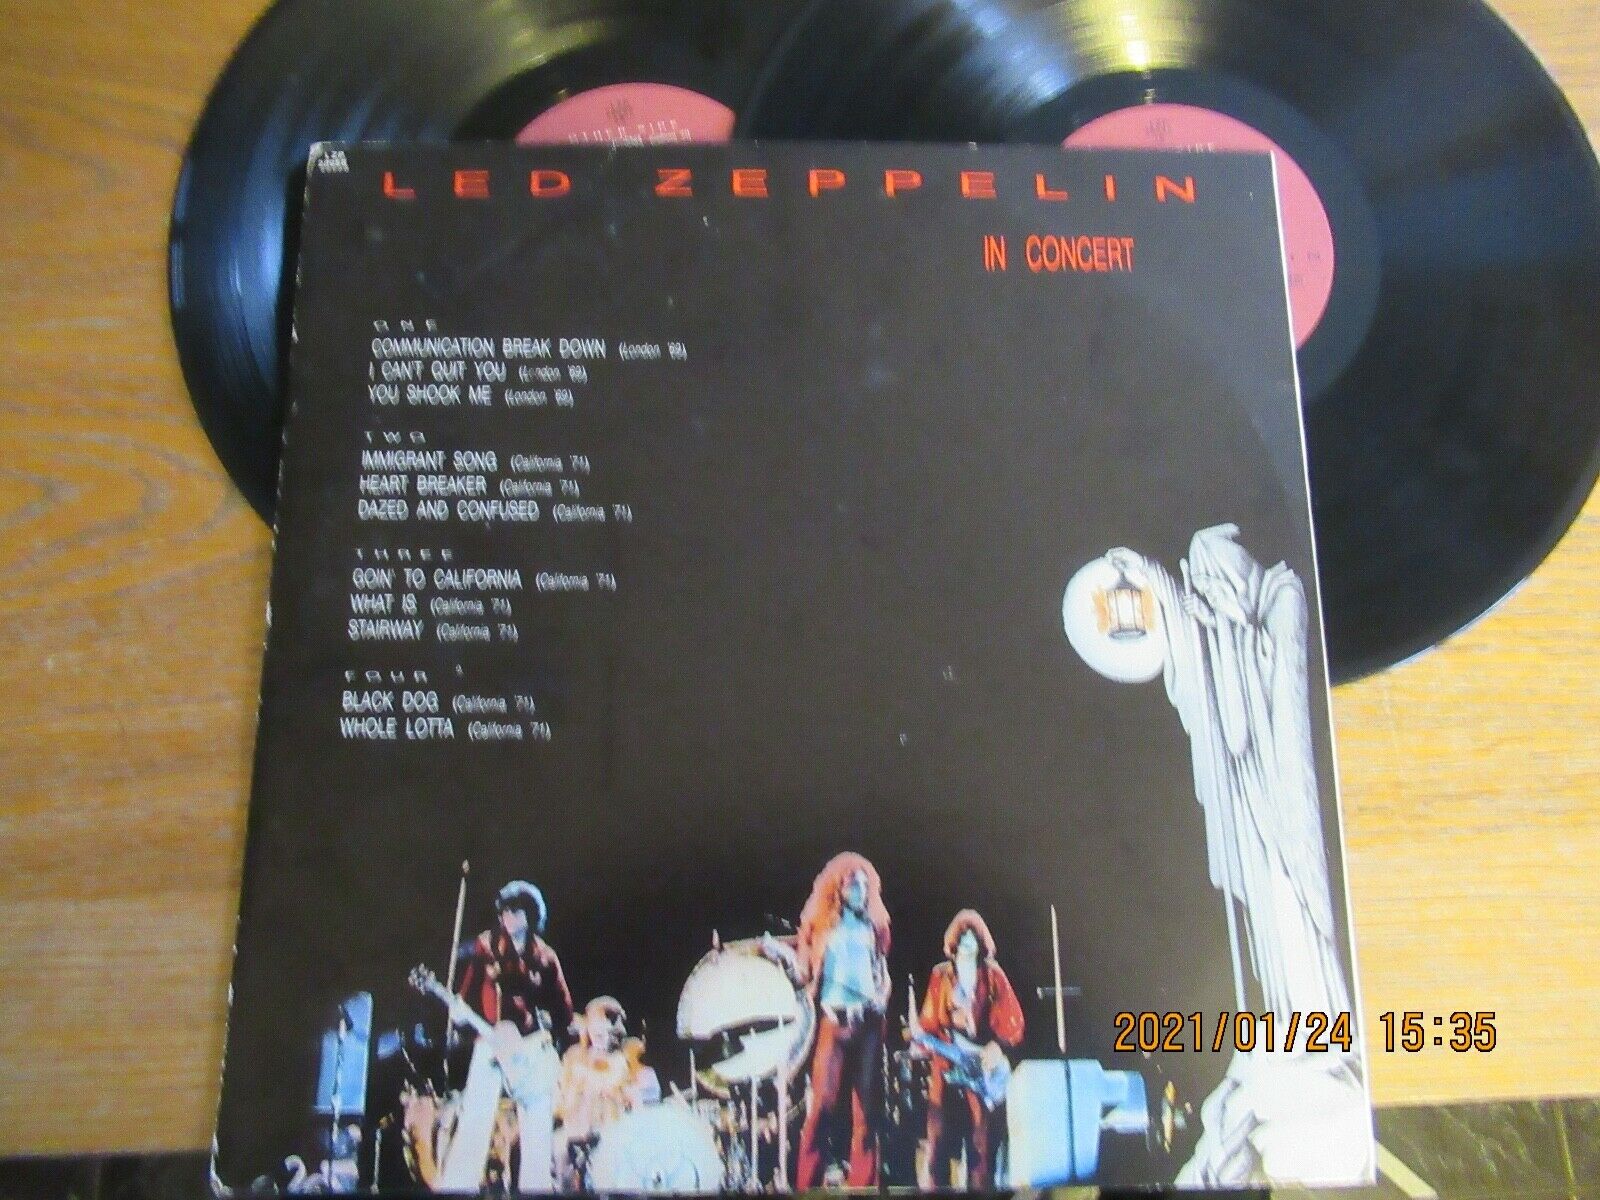 LED ZEPPELIN
IN CONCERT
ONE
COMMUNICATION BREAK DOWN (London '69)
I CAN'T QUIT YOU (London '69)
YOU SHOOK ME (London '69)
TWO
IMMIGRANT SONG (California '71)
HEART BREAKER (California '71)
DAZED AND CONFUSED (California '71)
THREE
GOIN' TO CALIFORNIA (California '71)
WHAT IS (California '71)
STAIRWAY (California '71)
FOUR
BLACK DOG (California '71)
WHOLE LOTTA (California '71)
2021/01/24 15:35